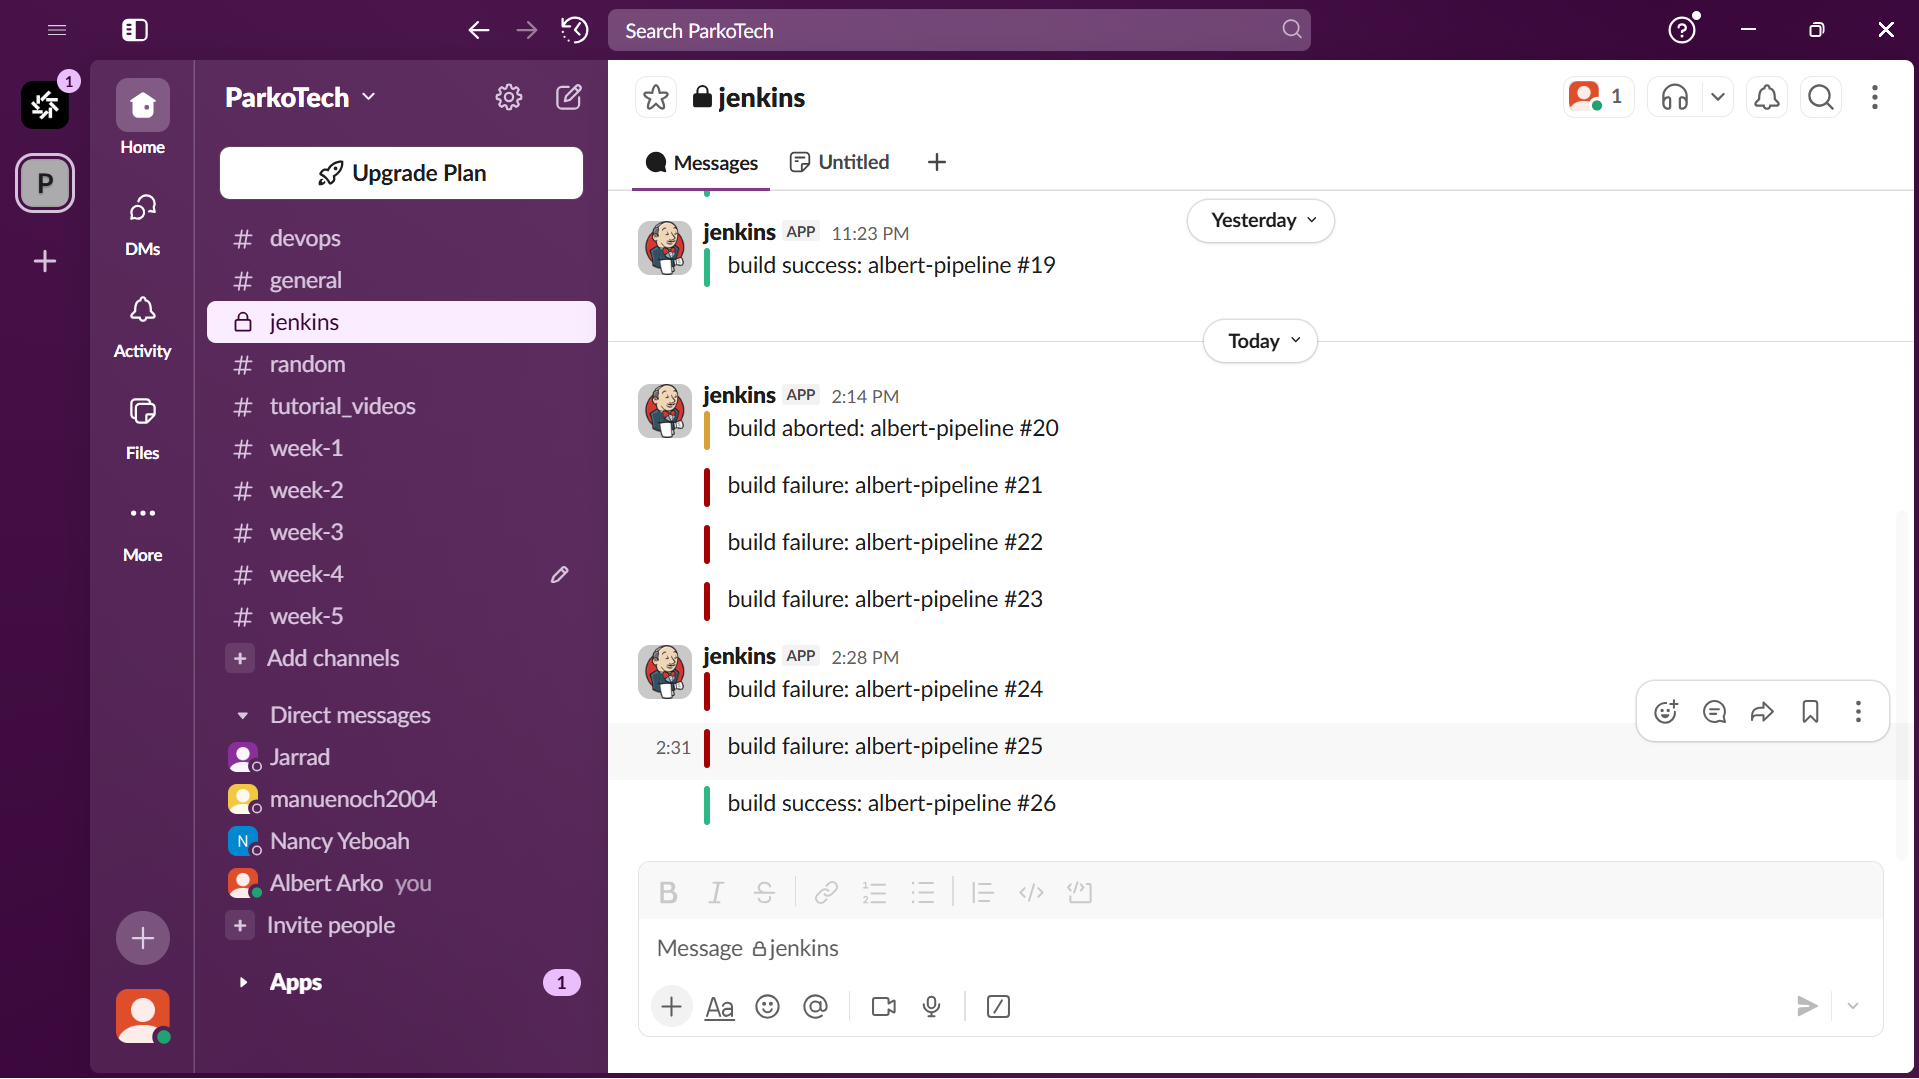 Search ParkoTech
1
P
Home
DMs
Activity
Files
More
ParkoTech
Upgrade Plan
# devops
# general
jenkins
# random
# tutorial_videos
# week-1
# week-2
# week-3
# week-4
# week-5
+ Add channels
Direct messages
Jarrad
manuenoch2004
N Nancy Yeboah
Albert Arko you
+ Invite people
Apps 1
jenkins
1
Messages
Untitled
Yesterday
jenkins APP 11:23 PM
build success: albert-pipeline #19
Today
jenkins APP 2:14 PM
build aborted: albert-pipeline #20
build failure: albert-pipeline #21
build failure: albert-pipeline #22
build failure: albert-pipeline #23
jenkins APP 2:28 PM
build failure: albert-pipeline #24
2:31 build failure: albert-pipeline #25
build success: albert-pipeline #26
B I S
Message jenkins
Aa @